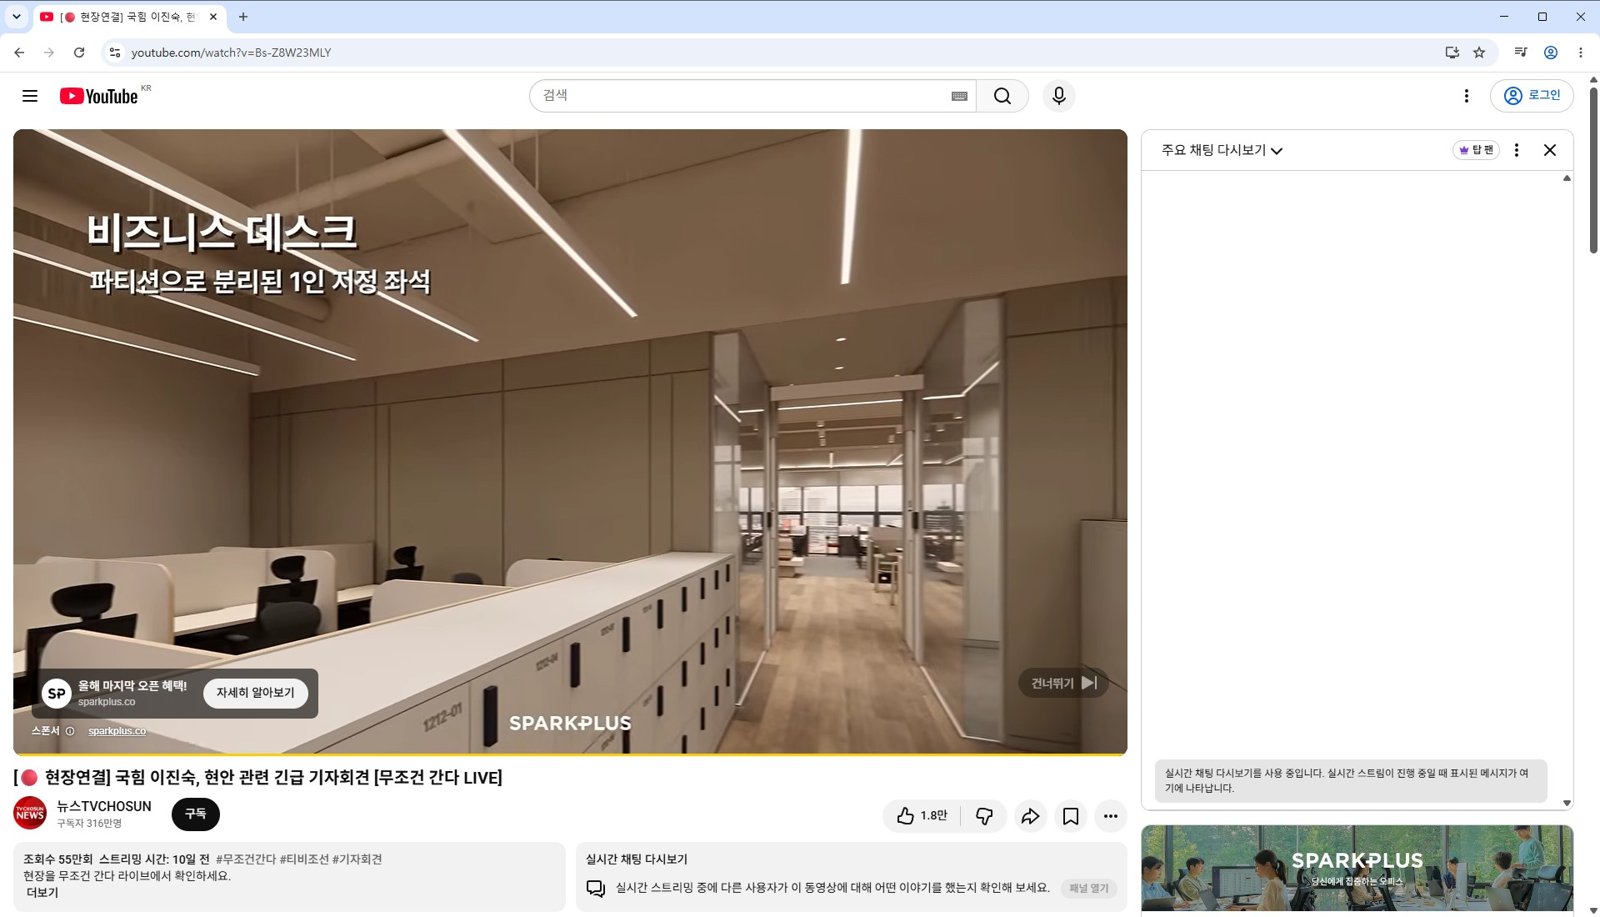 [🔴 현장연결] 국힘 이진숙, 현
youtube.com/watch?v=Bs-Z8W23MLY
YouTube KR
검색
로그인
비즈니스 데스크
파티션으로 분리된 1인 지정 좌석
1212-04
1212-01
SP
올해 마지막 오픈 혜택!
sparkplus.co
자세히 알아보기
스폰서
sparkplus.co
SPARKPLUS
건너뛰기
주요 채팅 다시보기
탑 팬
실시간 채팅 다시보기를 사용 중입니다. 실시간 스트림이 진행 중일 때 표시된 메시지가 여
기에 나타납니다.
[🔴 현장연결] 국힘 이진숙, 현안 관련 긴급 기자회견 [무조건 간다 LIVE]
TVCHOSUN
NEWS
뉴스TVCHOSUN
구독자 316만명
구독
1.8만
조회수 55만회 스트리밍 시간: 10일 전 #무조건간다 #티비조선 #기자회견
현장을 무조건 간다 라이브에서 확인하세요.
더보기
실시간 채팅 다시보기
실시간 스트리밍 중에 다른 사용자가 이 동영상에 대해 어떤 이야기를 했는지 확인해 보세요.
패널 열기
SPARKPLUS
당신에게 집중하는 오피스